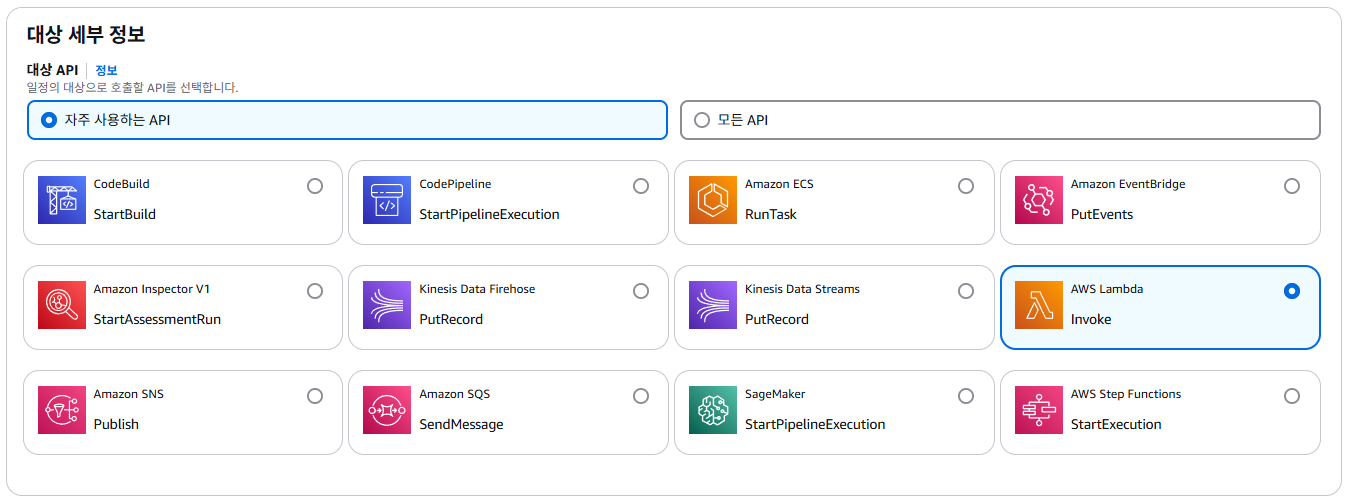 대상 세부 정보
대상 API 정보
일정의 대상으로 호출할 API를 선택합니다.
자주 사용하는 API
모든 API
CodeBuild
StartBuild
CodePipeline
StartPipelineExecution
Amazon ECS
RunTask
Amazon EventBridge
PutEvents
Amazon Inspector V1
StartAssessmentRun
Kinesis Data Firehose
PutRecord
Kinesis Data Streams
PutRecord
AWS Lambda
Invoke
Amazon SNS
Publish
Amazon SQS
SendMessage
SageMaker
StartPipelineExecution
AWS Step Functions
StartExecution